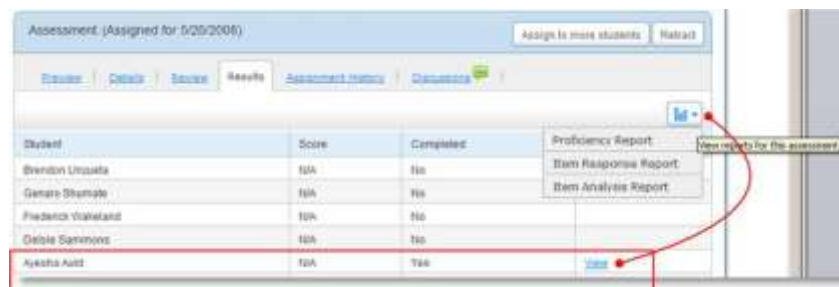 Assessment (Assigned for 5/20/2008)
Assign to more students
Retract
Preview
Details
Review
Results
Assignment History
Discussions
View reports for this assessment
Proficiency Report
Item Response Report
Item Analysis Report
Student
Score
Completed
Brendon
N/A
No
Genaro Shumate
N/A
No
Frederick Wakeland
N/A
No
Sammons
N/A
No
Ayesha Auld
N/A
Yes
View